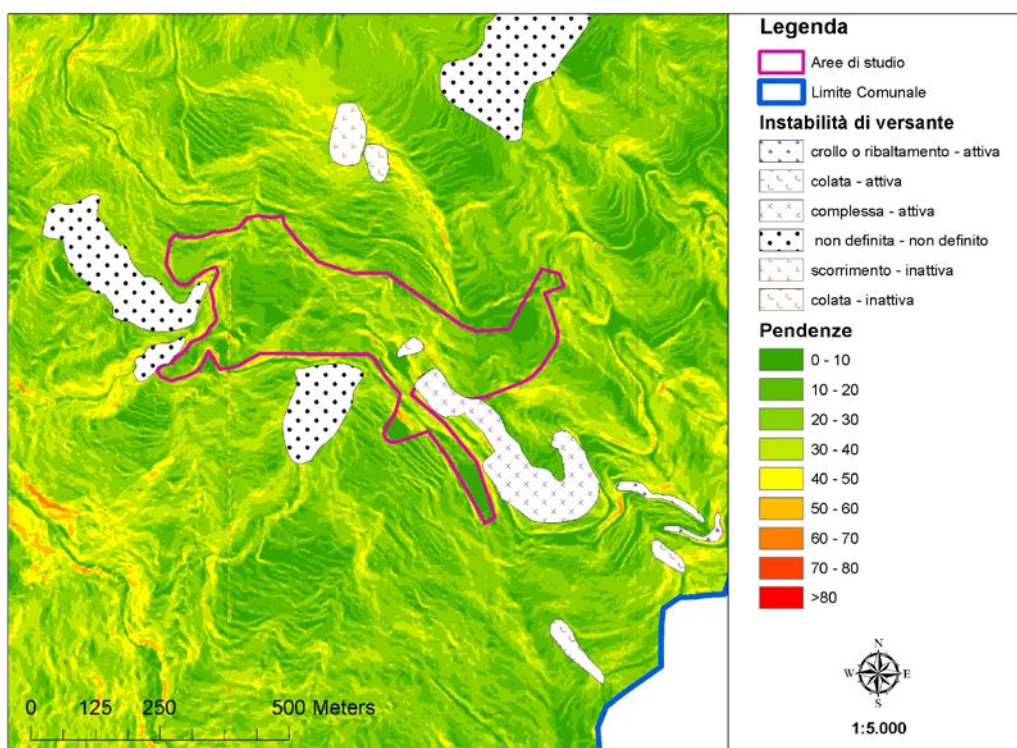 Legenda
Aree di studio
Limite Comunale
Instabilità di versante
crollo o ribaltamento - attiva
colata - attiva
complessa - attiva
non definita - non definito
scorrimento - inattiva
colata - inattiva
Pendenze
0 - 10
10 - 20
20 - 30
30 - 40
40 - 50
50 - 60
60 - 70
70 - 80
>80
N
W E
S
1:5.000
0 125 250 500 Meters